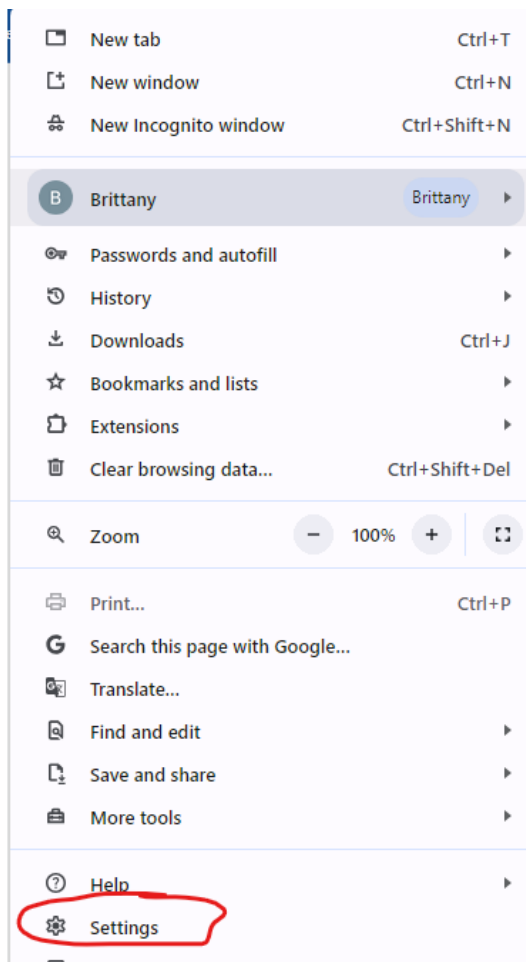 New tab Ctrl+T
New window Ctrl+N
New Incognito window Ctrl+Shift+N
B Brittany Brittany
Passwords and autofill
History
Downloads Ctrl+J
Bookmarks and lists
Extensions
Clear browsing data... Ctrl+Shift+Del
Zoom − 100% +
Print... Ctrl+P
G Search this page with Google...
Translate...
Find and edit
Save and share
More tools
Help
Settings